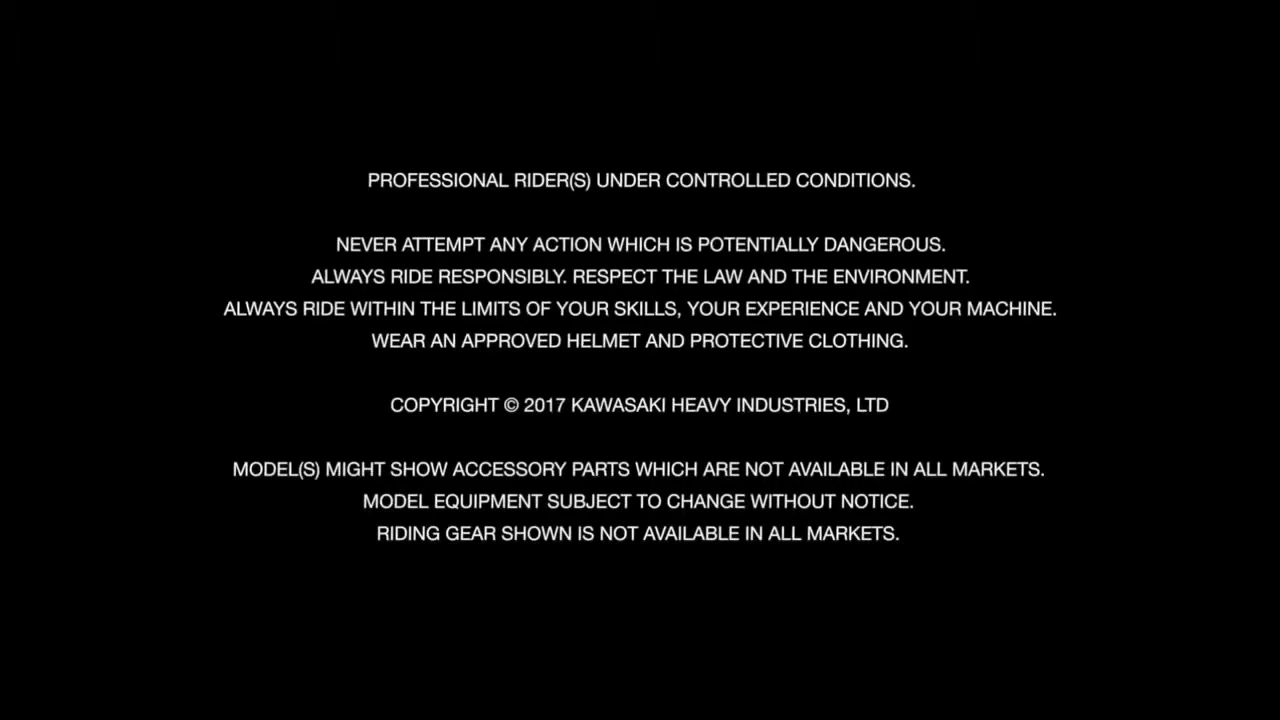 PROFESSIONAL RIDER(S) UNDER CONTROLLED CONDITIONS.
NEVER ATTEMPT ANY ACTION WHICH IS POTENTIALLY DANGEROUS.
ALWAYS RIDE RESPONSIBLY. RESPECT THE LAW AND THE ENVIRONMENT.
ALWAYS RIDE WITHIN THE LIMITS OF YOUR SKILLS, YOUR EXPERIENCE AND YOUR MACHINE.
WEAR AN APPROVED HELMET AND PROTECTIVE CLOTHING.
COPYRIGHT © 2017 KAWASAKI HEAVY INDUSTRIES, LTD
MODEL(S) MIGHT SHOW ACCESSORY PARTS WHICH ARE NOT AVAILABLE IN ALL MARKETS.
MODEL EQUIPMENT SUBJECT TO CHANGE WITHOUT NOTICE.
RIDING GEAR SHOWN IS NOT AVAILABLE IN ALL MARKETS.